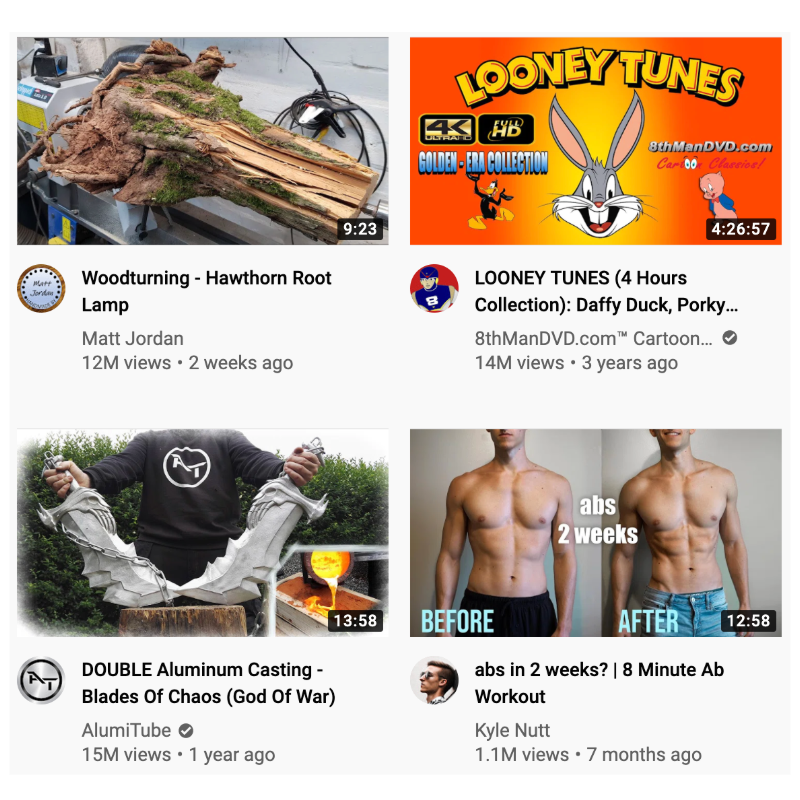 9:23
Woodturning - Hawthorn Root
Lamp
Matt Jordan
12M views • 2 weeks ago
LOONEY TUNES
4K
ULTRA HD
FULL
HD
GOLDEN - ERA COLLECTION
8thManDVD.com
Cartoon Classics!
4:26:57
LOONEY TUNES (4 Hours
Collection): Daffy Duck, Porky…
8thManDVD.com™ Cartoon…
14M views • 3 years ago
AT
13:58
DOUBLE Aluminum Casting -
Blades Of Chaos (God Of War)
AlumiTube
15M views • 1 year ago
abs
2 weeks
BEFORE
AFTER
12:58
abs in 2 weeks? | 8 Minute Ab
Workout
Kyle Nutt
1.1M views • 7 months ago